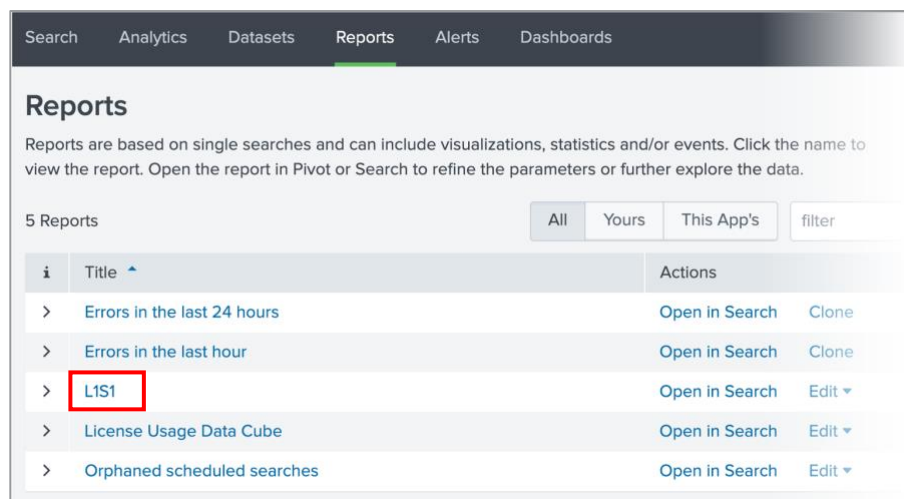 Search Analytics Datasets Reports Alerts Dashboards
Reports
Reports are based on single searches and can include visualizations, statistics and/or events. Click the name to
view the report. Open the report in Pivot or Search to refine the parameters or further explore the data.
5 Reports All Yours This App's filter
i Title Actions
Errors in the last 24 hours Open in Search Clone
Errors in the last hour Open in Search Clone
L1S1 Open in Search Edit
License Usage Data Cube Open in Search Edit
Orphaned scheduled searches Open in Search Edit